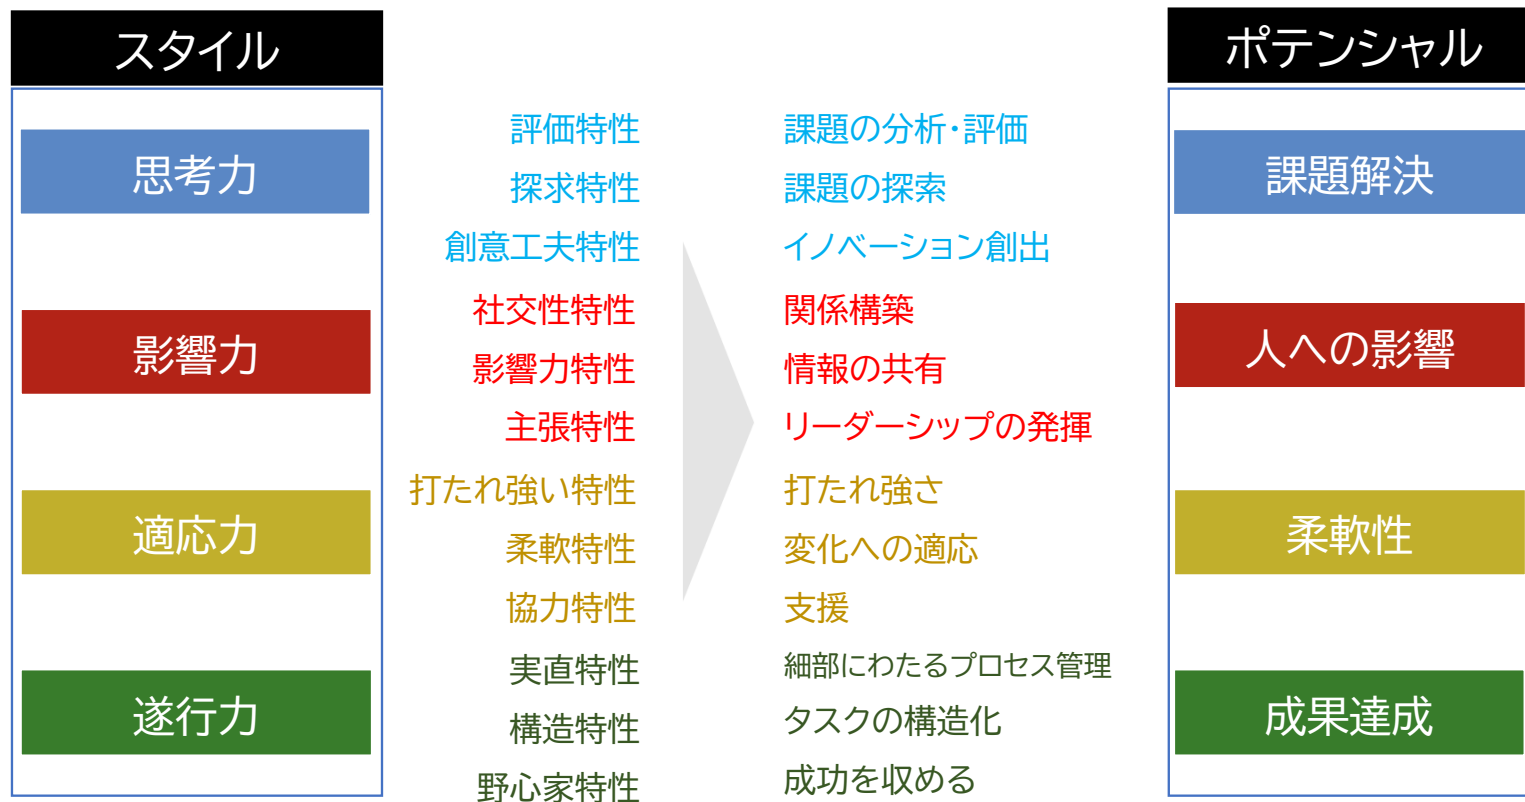 スタイル
ポテンシャル
思考力
評価特性
課題の分析・評価
探求特性
課題の探索
創意工夫特性
イノベーション創出
課題解決
影響力
社交性特性
関係構築
影響力特性
情報の共有
主張特性
リーダーシップの発揮
人への影響
適応力
打たれ強い特性
打たれ強さ
柔軟特性
変化への適応
協力特性
支援
柔軟性
遂行力
実直特性
細部にわたるプロセス管理
構造特性
タスクの構造化
野心家特性
成功を収める
成果達成